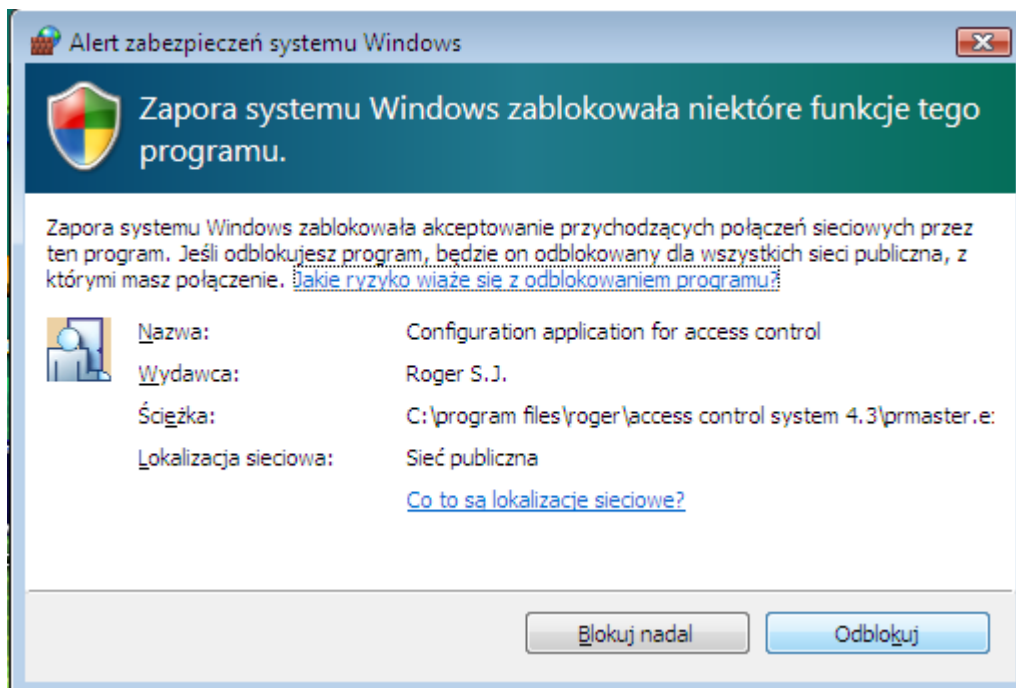 Alert zabezpieczeń systemu Windows
Zapora systemu Windows zablokowała niektóre funkcje tego
programu.
Zapora systemu Windows zablokowała akceptowanie przychodzących połączeń sieciowych przez
ten program. Jeśli odblokujesz program, będzie on odblokowany dla wszystkich sieci publiczna, z
którymi masz połączenie. Jakie ryzyko wiąże się z odblokowaniem programu?
Nazwa: Configuration application for access control
Wydawca: Roger S.J.
Ścieżka: C:\program files\roger\access control system 4.3\prmaster.e:
Lokalizacja sieciowa: Sieć publiczna
Co to są lokalizacje sieciowe?
Blokuj nadal Odblokuj